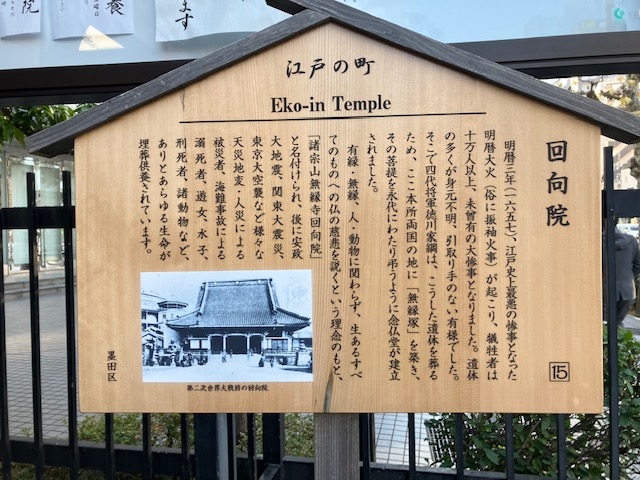 江戸の町
Eko-in Temple
回向院
明暦三年(一六五七)、江戸史上最悪の惨事となった
明暦大火(俗に振袖火事)が起こり、犠牲者は
十万人以上、未曾有の大惨事となりました。遺体
の多くが身元不明、引取り手のない有様でした。
そこで四代将軍徳川家綱は、こうした遺体を葬る
ため、ここ本所両国の地に「無縁塚」を築き、
その菩提を永代にわたり弔うように念仏堂が建立
されました。
有縁・無縁、人・動物に関わらず、生あるすべ
てのものへの仏の慈悲を説くという理念のもと、
「諸宗山無縁寺回向院」
と名付けられ、後に安政
大地震、関東大震災、
東京大空襲など様々な
天災地変・人災による
被災者、海難事故による
溺死者、遊女、水子、
刑死者、諸動物など、
ありとあらゆる生命が
埋葬供養されています。
第二次世界大戦前の回向院
墨田区
15
院
養
ます